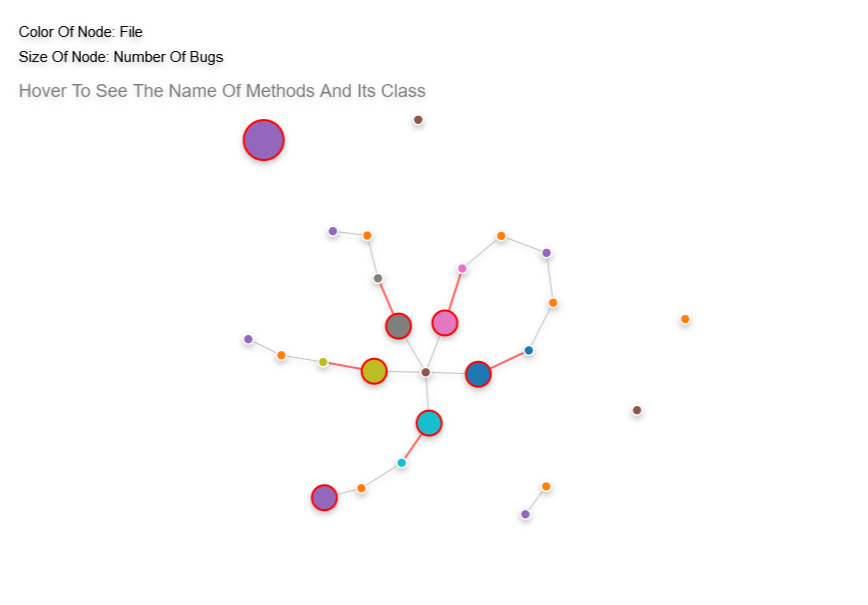 Color Of Node: File
Size Of Node: Number Of Bugs
Hover To See The Name Of Methods And Its Class